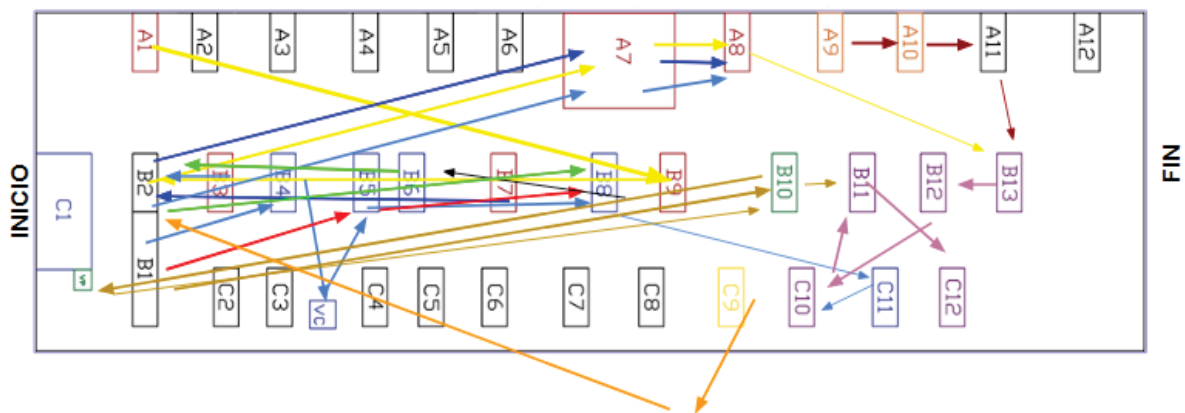 INICIO
A1 A2 A3 A4 A5 A6 A7 A8 A9 A10 A11 A12
C1 B2 E3 E4 E5 E6 E7 E8 B9 B10 B11 B12 B13
B1 C2 C3 VC C4 C5 C6 C7 C8 C9 C10 C11 C12
FIN